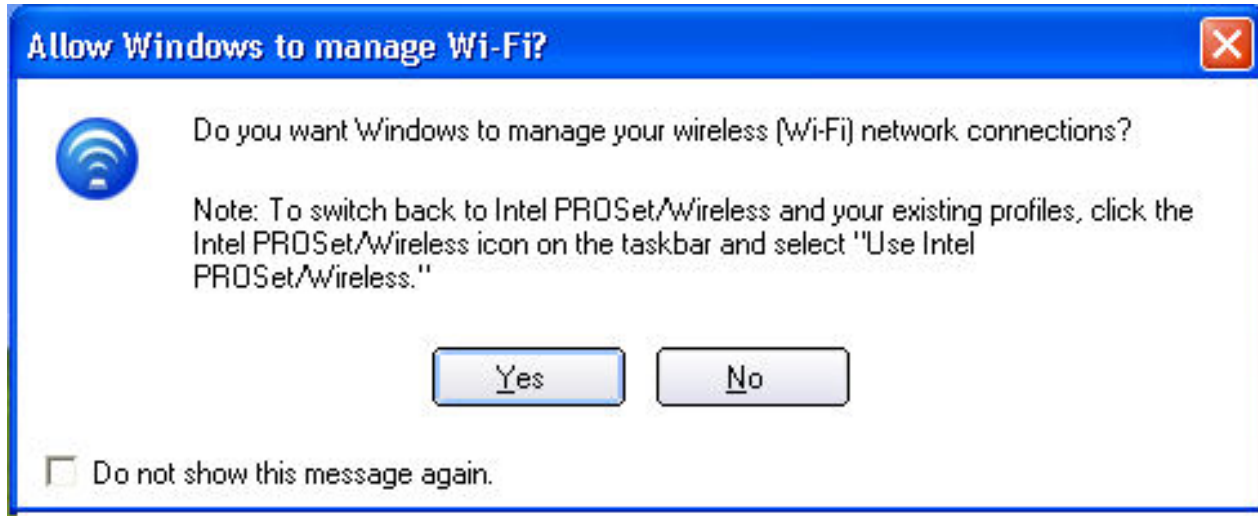 Allow Windows to manage Wi-Fi?
Do you want Windows to manage your wireless (Wi-Fi) network connections?
Note: To switch back to Intel PROSet/Wireless and your existing profiles, click the
Intel PROSet/Wireless icon on the taskbar and select "Use Intel
PROSet/Wireless."
Yes
No
Do not show this message again.